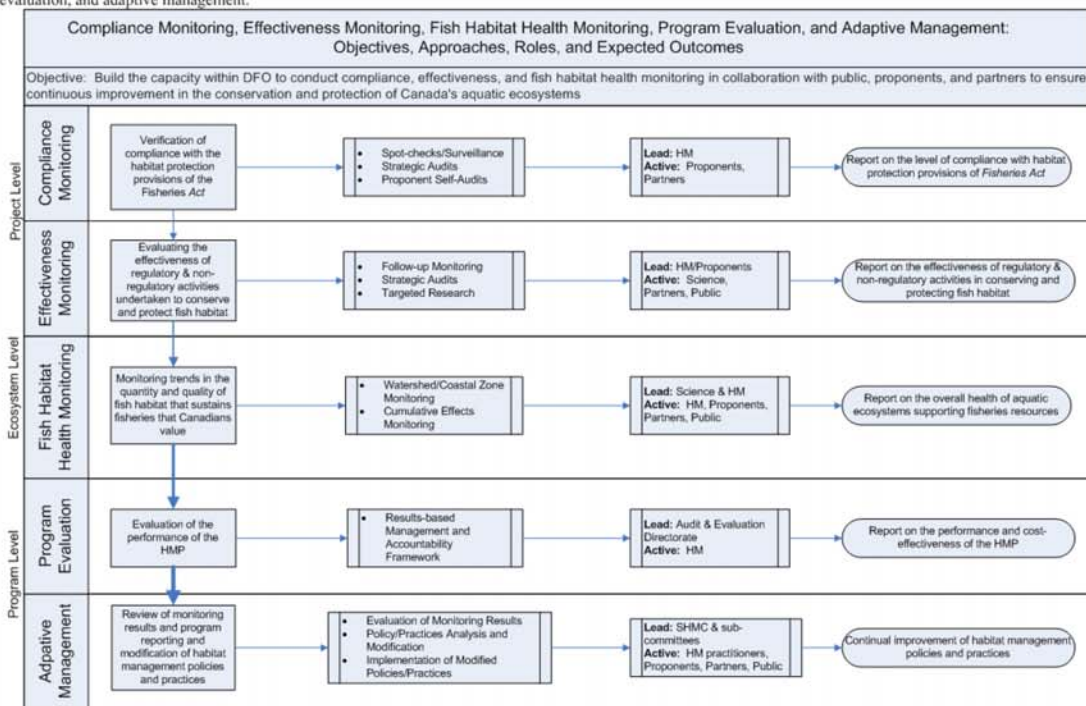 evaluation, and adaptive management.
Compliance Monitoring, Effectiveness Monitoring, Fish Habitat Health Monitoring, Program Evaluation, and Adaptive Management:
Objectives, Approaches, Roles, and Expected Outcomes
Objective: Build the capacity within DFO to conduct compliance, effectiveness, and fish habitat health monitoring in collaboration with public, proponents, and partners to ensure
continuous improvement in the conservation and protection of Canada's aquatic ecosystems
Project Level
Compliance
Monitoring
Verification of
compliance with the
habitat protection
provisions of the
Fisheries Act
• Spot-checks/Surveillance
• Strategic Audits
• Proponent Self-Audits
Lead: HM
Active: Proponents,
Partners
Report on the level of compliance with habitat
protection provisions of Fisheries Act
Effectiveness
Monitoring
Evaluating the
effectiveness of
regulatory & non-
regulatory activities
undertaken to conserve
and protect fish habitat
• Follow-up Monitoring
• Strategic Audits
• Targeted Research
Lead: HM/Proponents
Active: Science,
Partners, Public
Report on the effectiveness of regulatory &
non-regulatory activities in conserving and
protecting fish habitat
Ecosystem Level
Fish Habitat
Health Monitoring
Monitoring trends in the
quantity and quality of
fish habitat that sustains
fisheries that Canadians
value
• Watershed/Coastal Zone
Monitoring
• Cumulative Effects
Monitoring
Lead: Science & HM
Active: HM, Proponents,
Partners, Public
Report on the overall health of aquatic
ecosystems supporting fisheries resources
Program Level
Program
Evaluation
Evaluation of the
performance of the
HMP
• Results-based
Management and
Accountability
Framework
Lead: Audit & Evaluation
Directorate
Active: HM
Report on the performance and cost-
effectiveness of the HMP
Adpative
Management
Review of monitoring
results and program
reporting and
modification of habitat
management policies
and practices
• Evaluation of Monitoring Results
• Policy/Practices Analysis and
Modification
• Implementation of Modified
Policies/Practices
Lead: SHMC & sub-
committees
Active: HM practitioners,
Proponents, Partners, Public
Continual improvement of habitat management
policies and practices